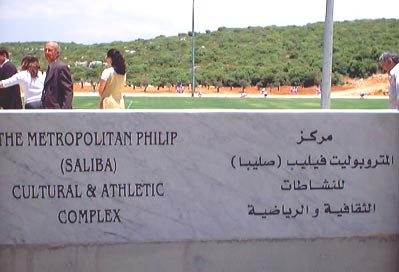 THE METROPOLITAN PHILIP
(SALIBA)
CULTURAL & ATHLETIC
COMPLEX
مركز
المتروبوليت فيليب (صليبا)
للنشاطات
الثقافية والرياضية